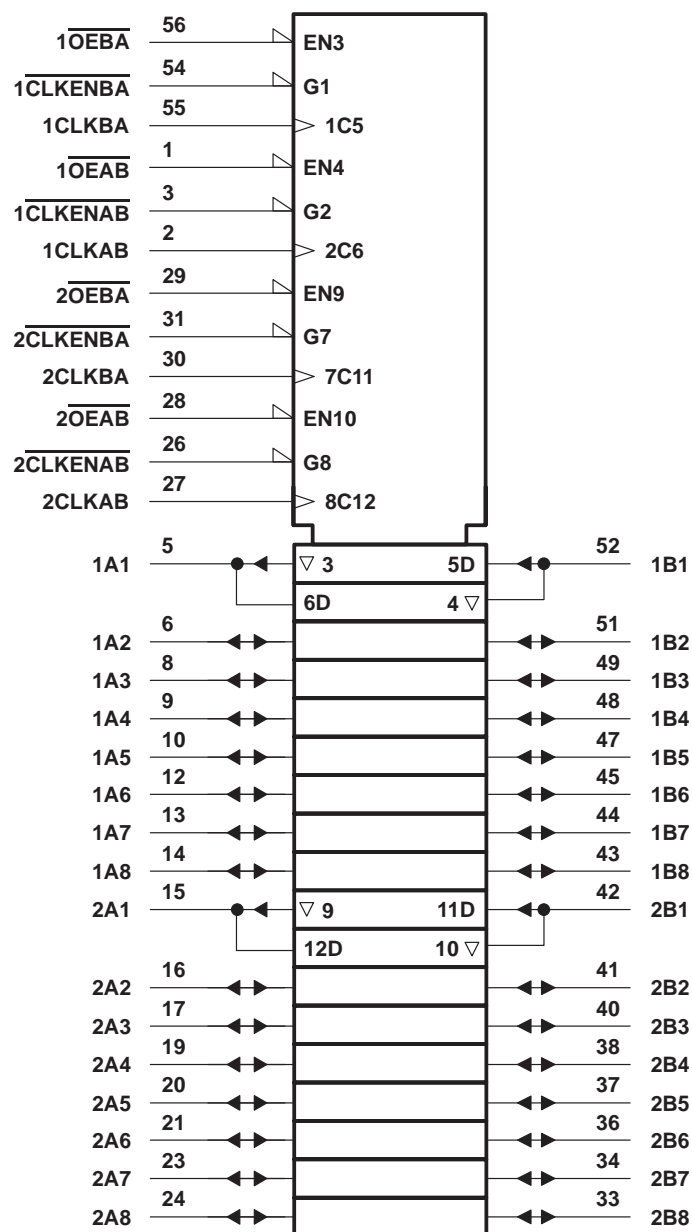 1OEBA 56 EN3
1CLKENBA 54 G1
1CLKBA 55 1C5
1OEAB 1 EN4
1CLKENAB 3 G2
1CLKAB 2 2C6
2OEBA 29 EN9
2CLKENBA 31 G7
2CLKBA 30 7C11
2OEAB 28 EN10
2CLKENAB 26 G8
2CLKAB 27 8C12
1A1 5 ▽ 3 5D 52 1B1
6D 4 ▽
1A2 6 51 1B2
1A3 8 49 1B3
1A4 9 48 1B4
1A5 10 47 1B5
1A6 12 45 1B6
1A7 13 44 1B7
1A8 14 43 1B8
2A1 15 ▽ 9 11D 42 2B1
12D 10 ▽
2A2 16 41 2B2
2A3 17 40 2B3
2A4 19 38 2B4
2A5 20 37 2B5
2A6 21 36 2B6
2A7 23 34 2B7
2A8 24 33 2B8